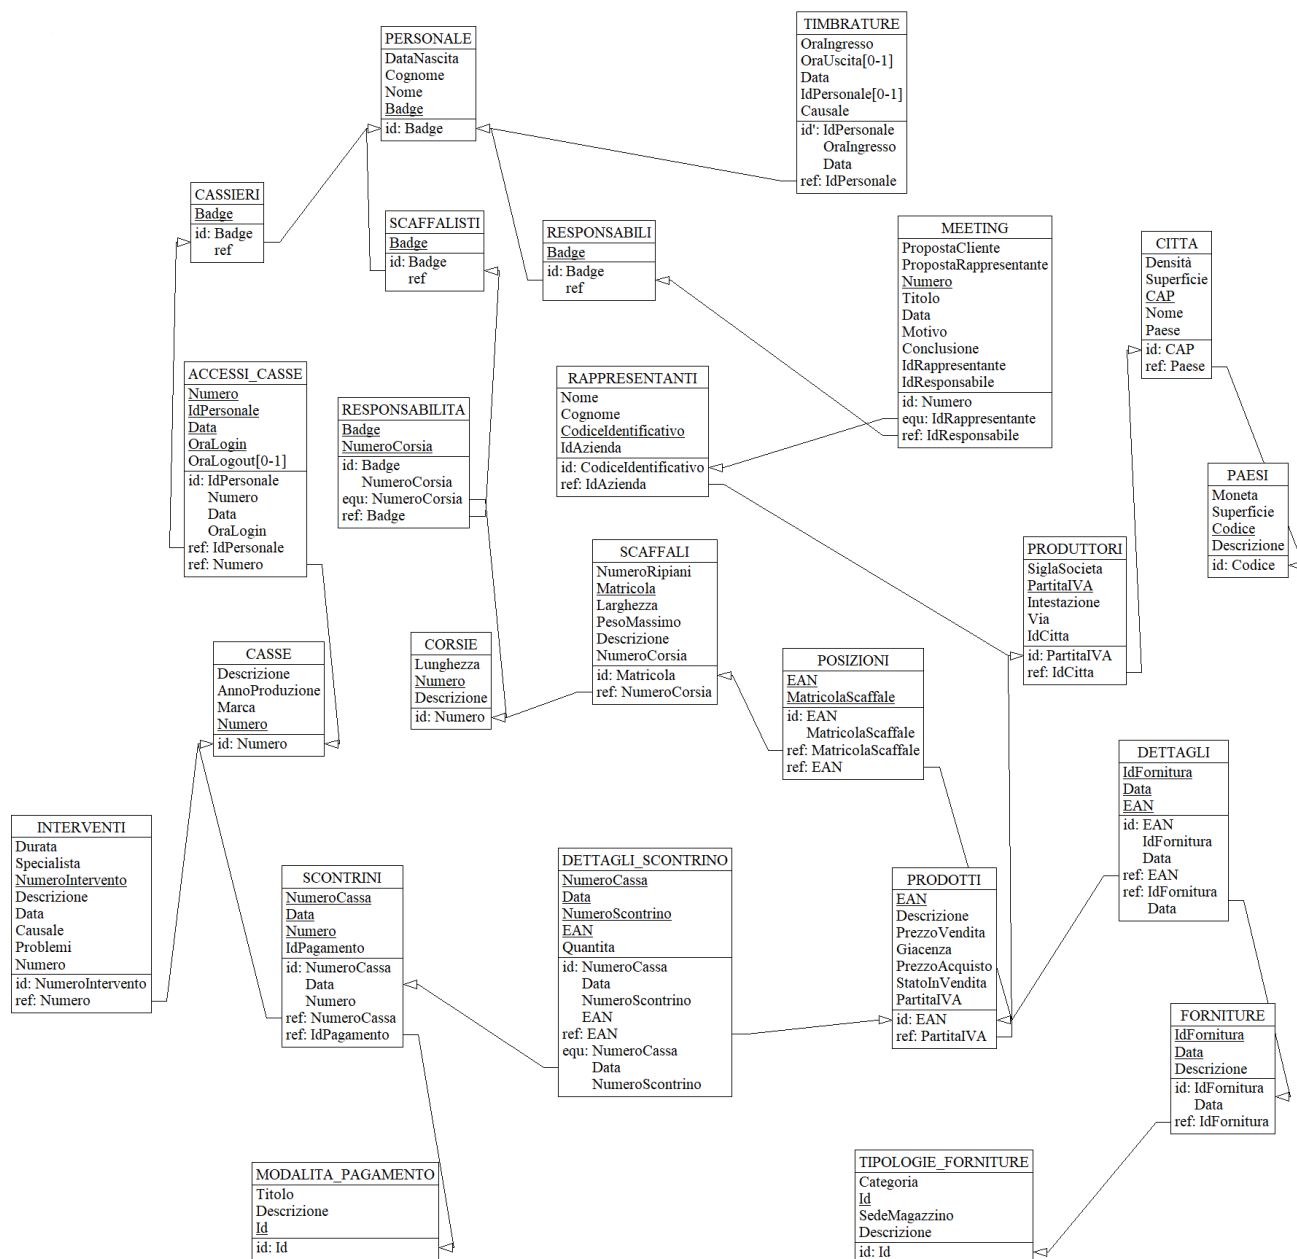 PERSONALE
DataNascita
Cognome
Nome
Badge
id: Badge
TIMBRATURE
OraIngresso
OraUscita[0-1]
Data
IdPersonale[0-1]
Causale
id': IdPersonale
OraIngresso
Data
ref: IdPersonale
CASSIERI
Badge
id: Badge
ref
SCAFFALISTI
Badge
id: Badge
ref
RESPONSABILI
Badge
id: Badge
ref
MEETING
PropostaCliente
PropostaRappresentante
Numero
Titolo
Data
Motivo
Conclusione
IdRappresentante
IdResponsabile
id: Numero
equ: IdRappresentante
ref: IdResponsabile
CITTA
Densità
Superficie
CAP
Nome
Paese
id: CAP
ref: Paese
ACCESSI_CASSE
Numero
IdPersonale
Data
OraLogin
OraLogout[0-1]
id: IdPersonale
Numero
Data
OraLogin
ref: IdPersonale
ref: Numero
RESPONSABILITA
Badge
NumeroCorsia
id: Badge
NumeroCorsia
equ: NumeroCorsia
ref: Badge
RAPPRESENTANTI
Nome
Cognome
CodiceIdentificativo
IdAzienda
id: CodiceIdentificativo
ref: IdAzienda
PAESI
Moneta
Superficie
Codice
Descrizione
id: Codice
SCAFFALI
NumeroRipiani
Matricola
Larghezza
PesoMassimo
Descrizione
NumeroCorsia
id: Matricola
ref: NumeroCorsia
PRODUTTORI
SiglaSocieta
PartitaIVA
Intestazione
Via
IdCitta
id: PartitaIVA
ref: IdCitta
CASSE
Descrizione
AnnoProduzione
Marca
Numero
id: Numero
CORSIE
Lunghezza
Numero
Descrizione
id: Numero
POSIZIONI
EAN
MatricolaScaffale
id: EAN
MatricolaScaffale
ref: MatricolaScaffale
ref: EAN
DETTAGLI
IdFornitura
Data
EAN
id: EAN
IdFornitura
Data
ref: EAN
ref: IdFornitura
Data
INTERVENTI
Durata
Specialista
NumeroIntervento
Descrizione
Data
Causale
Problemi
Numero
id: NumeroIntervento
ref: Numero
SCONTRINI
NumeroCassa
Data
Numero
IdPagamento
id: NumeroCassa
Data
Numero
ref: NumeroCassa
ref: IdPagamento
DETTAGLI_SCONTRINO
NumeroCassa
Data
NumeroScontrino
EAN
Quantita
id: NumeroCassa
Data
NumeroScontrino
EAN
ref: EAN
equ: NumeroCassa
Data
NumeroScontrino
PRODOTTI
EAN
Descrizione
PrezzoVendita
Giacenza
PrezzoAcquisto
StatoInVendita
PartitaIVA
id: EAN
ref: PartitaIVA
FORNITURE
IdFornitura
Data
Descrizione
id: IdFornitura
Data
ref: IdFornitura
MODALITA_PAGAMENTO
Titolo
Descrizione
Id
id: Id
TIPOLOGIE_FORNITURE
Categoria
Id
SedeMagazzino
Descrizione
id: Id